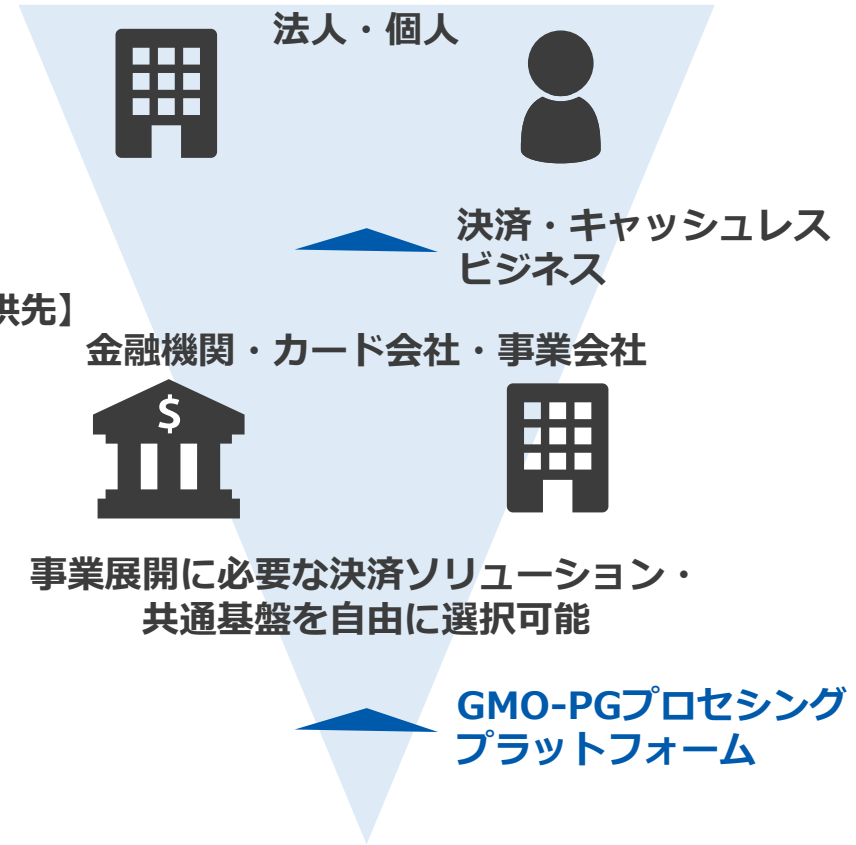 法人・個人
決済・キャッシュレス
ビジネス
供先】
金融機関・カード会社・事業会社
$
事業展開に必要な決済ソリューション・
共通基盤を自由に選択可能
GMO-PGプロセシング
プラットフォーム